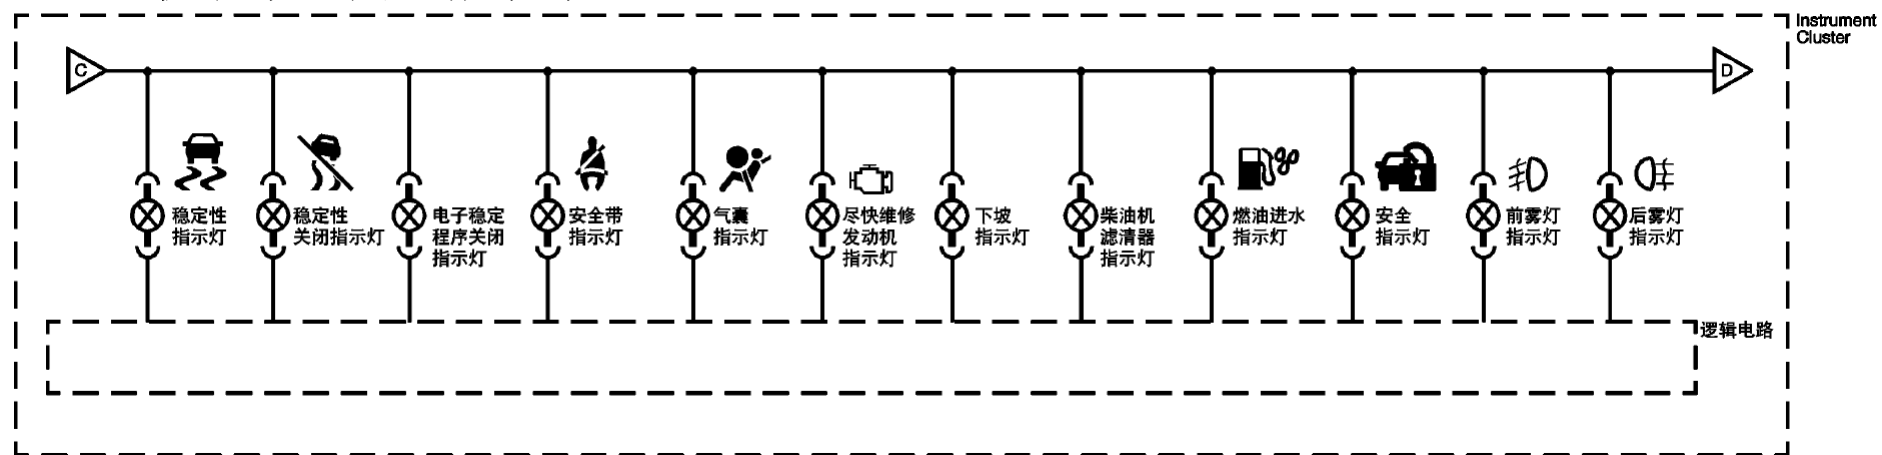 Instrument
Cluster
C
D
稳定性
指示灯
稳定性
关闭指示灯
电子稳定
程序关闭
指示灯
安全带
指示灯
气囊
指示灯
尽快维修
发动机
指示灯
下坡
指示灯
柴油机
滤清器
指示灯
燃油进水
指示灯
安全
指示灯
前雾灯
指示灯
后雾灯
指示灯
逻辑电路